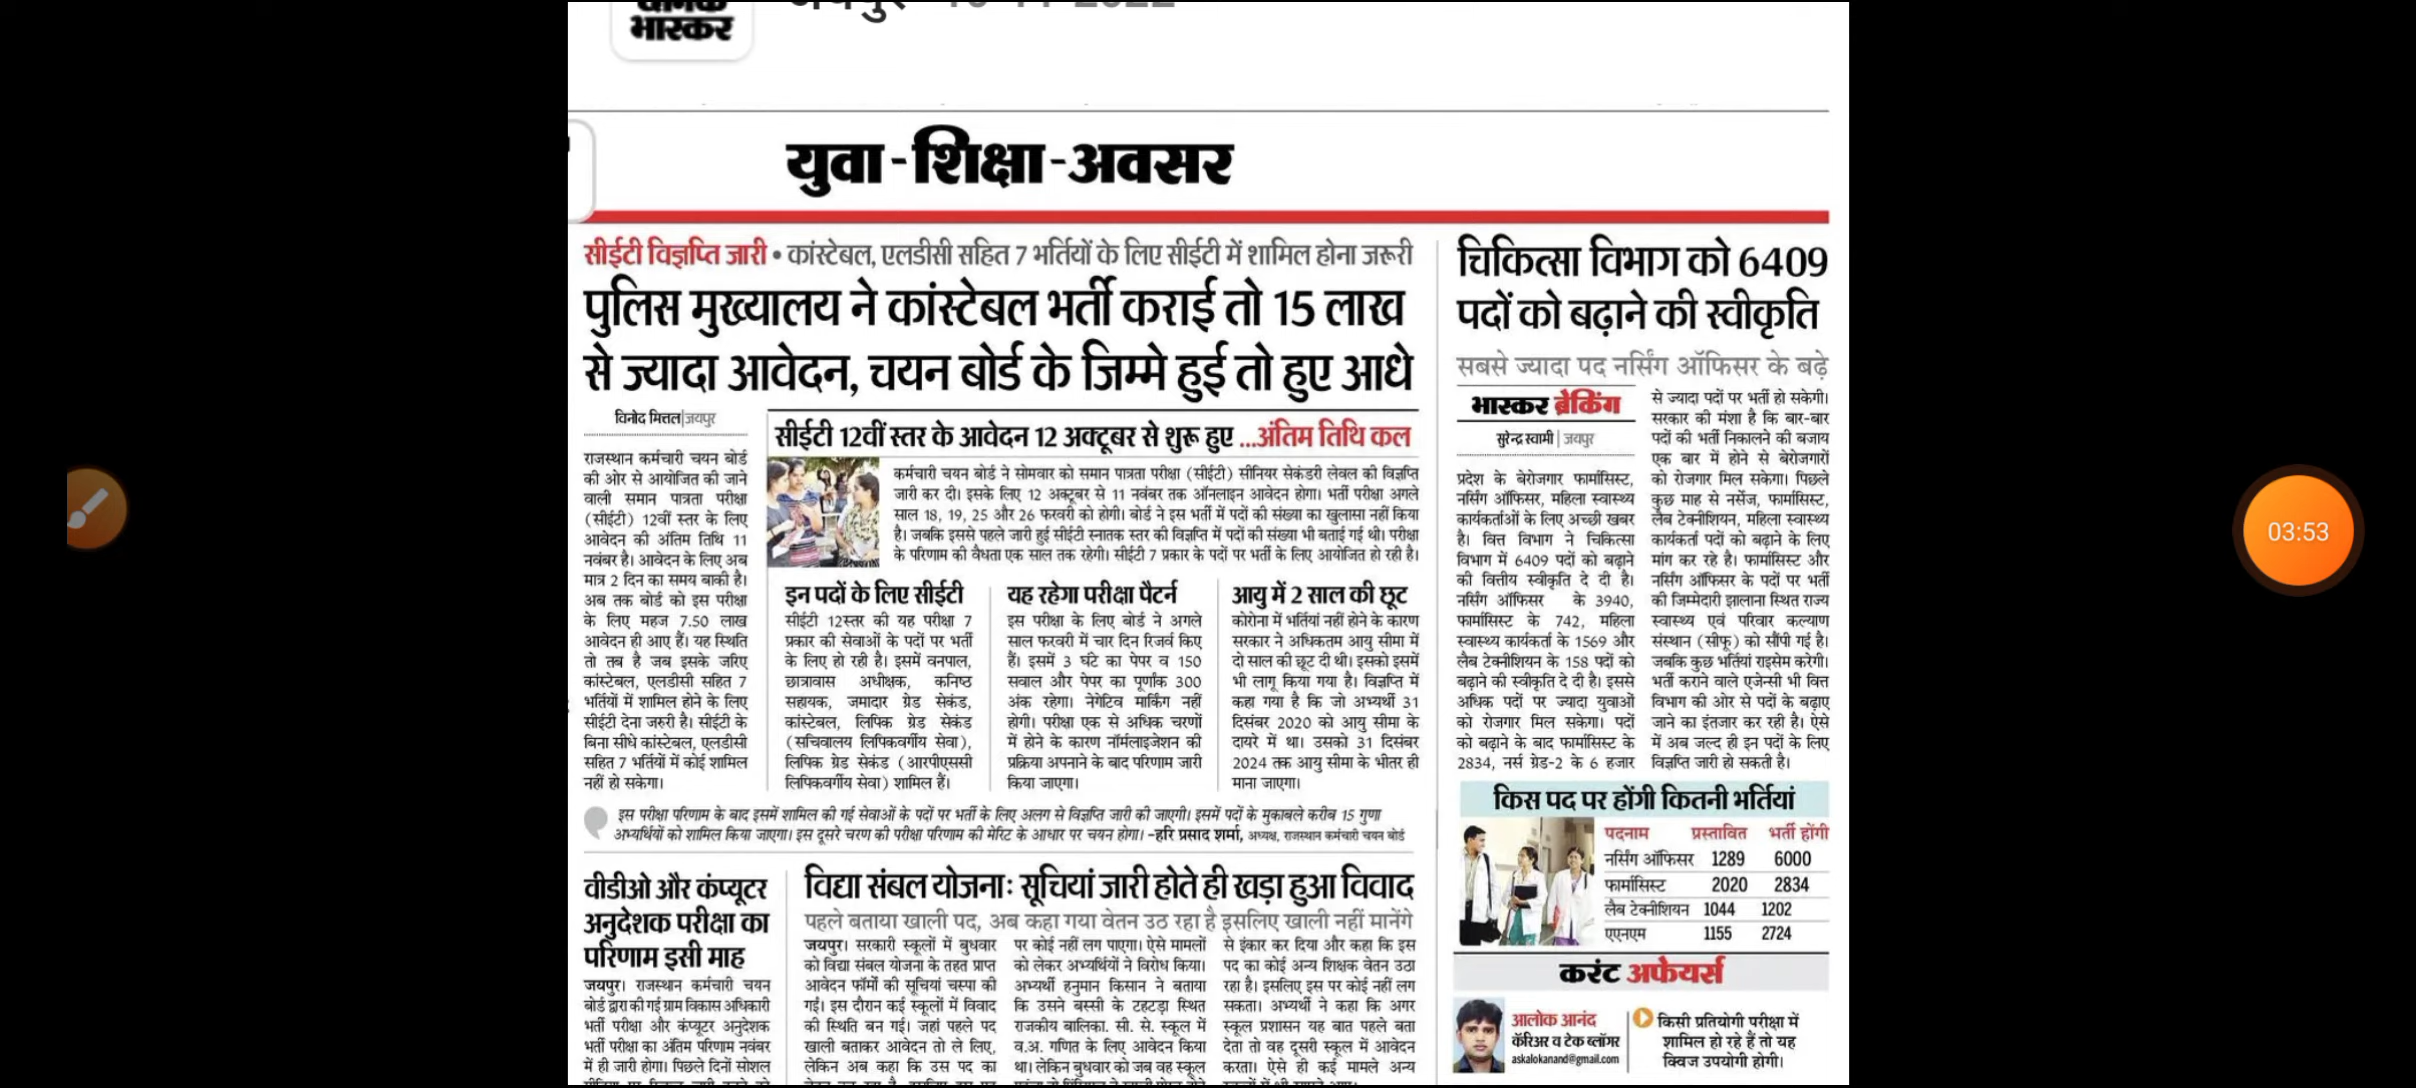 भास्कर
युवा-शिक्षा-अवसर
सीईटी विज्ञप्ति जारी • कांस्टेबल, एलडीसी सहित 7 भर्तियों के लिए सीईटी में शामिल होना जरूरी
पुलिस मुख्यालय ने कांस्टेबल भर्ती कराई तो 15 लाख
से ज्यादा आवेदन, चयन बोर्ड के जिम्मे हुई तो हुए आधे
विनोद मित्तल|जयपुर
राजस्थान कर्मचारी चयन बोर्ड
की ओर से आयोजित की जाने
वाली समान पात्रता परीक्षा
(सीईटी) 12वीं स्तर के लिए
आवेदन की अंतिम तिथि 11
नवंबर है। आवेदन के लिए अब
मात्र 2 दिन का समय बाकी है।
अब तक बोर्ड को इस परीक्षा
के लिए महज 7.50 लाख
आवेदन ही आए हैं। यह स्थिति
तो तब है जब इसके जरिए
कांस्टेबल, एलडीसी सहित 7
भर्तियों में शामिल होने के लिए
सीईटी देना जरुरी है। सीईटी के
बिना सीधे कांस्टेबल, एलडीसी
सहित 7 भर्तियों में कोई शामिल
नहीं हो सकेगा।
सीईटी 12वीं स्तर के आवेदन 12 अक्टूबर से शुरू हुए ...अंतिम तिथि कल
कर्मचारी चयन बोर्ड ने सोमवार को समान पात्रता परीक्षा (सीईटी) सीनियर सेकंडरी लेवल की विज्ञप्ति
जारी कर दी। इसके लिए 12 अक्टूबर से 11 नवंबर तक ऑनलाइन आवेदन होगा। भर्ती परीक्षा अगले
साल 18, 19, 25 और 26 फरवरी को होगी। बोर्ड ने इस भर्ती में पदों की संख्या का खुलासा नहीं किया
है। जबकि इससे पहले जारी हुई सीईटी स्नातक स्तर की विज्ञप्ति में पदों की संख्या भी बताई गई थी। परीक्षा
के परिणाम की वैधता एक साल तक रहेगी। सीईटी 7 प्रकार के पदों पर भर्ती के लिए आयोजित हो रही है।
इन पदों के लिए सीईटी
सीईटी 12स्तर की यह परीक्षा 7
प्रकार की सेवाओं के पदों पर भर्ती
के लिए हो रही है। इसमें वनपाल,
छात्रावास अधीक्षक, कनिष्ठ
सहायक, जमादार ग्रेड सेकंड,
कांस्टेबल, लिपिक ग्रेड सेकंड
(सचिवालय लिपिकवर्गीय सेवा),
लिपिक ग्रेड सेकंड (आरपीएससी
लिपिकवर्गीय सेवा) शामिल हैं।
यह रहेगा परीक्षा पैटर्न
इस परीक्षा के लिए बोर्ड ने अगले
साल फरवरी में चार दिन रिजर्व किए
हैं। इसमें 3 घंटे का पेपर व 150
सवाल और पेपर का पूर्णांक 300
अंक रहेगा। नेगेटिव मार्किंग नहीं
होगी। परीक्षा एक से अधिक चरणों
में होने के कारण नॉर्मलाइजेशन की
प्रक्रिया अपनाने के बाद परिणाम जारी
किया जाएगा।
आयु में 2 साल की छूट
कोरोना में भर्तियां नहीं होने के कारण
सरकार ने अधिकतम आयु सीमा में
दो साल की छूट दी थी। इसको इसमें
भी लागू किया गया है। विज्ञप्ति में
कहा गया है कि जो अभ्यर्थी 31
दिसंबर 2020 को आयु सीमा के
दायरे में था। उसको 31 दिसंबर
2024 तक आयु सीमा के भीतर ही
माना जाएगा।
इस परीक्षा परिणाम के बाद इसमें शामिल की गई सेवाओं के पदों पर भर्ती के लिए अलग से विज्ञप्ति जारी की जाएगी। इसमें पदों के मुकाबले करीब 15 गुणा
अभ्यर्थियों को शामिल किया जाएगा। इस दूसरे चरण की परीक्षा परिणाम की मेरिट के आधार पर चयन होगा। -हरि प्रसाद शर्मा, अध्यक्ष, राजस्थान कर्मचारी चयन बोर्ड
वीडीओ और कंप्यूटर
अनुदेशक परीक्षा का
परिणाम इसी माह
जयपुर। राजस्थान कर्मचारी चयन
बोर्ड द्वारा की गई ग्राम विकास अधिकारी
भर्ती परीक्षा और कंप्यूटर अनुदेशक
भर्ती परीक्षा का अंतिम परिणाम नवंबर
में ही जारी होगा। पिछले दिनों सोशल
विद्या संबल योजनाः सूचियां जारी होते ही खड़ा हुआ विवाद
पहले बताया खाली पद, अब कहा गया वेतन उठ रहा है इसलिए खाली नहीं मानेंगे
जयपुर। सरकारी स्कूलों में बुधवार
को विद्या संबल योजना के तहत प्राप्त
आवेदन फॉर्मों की सूचियां चस्पा की
गई। इस दौरान कई स्कूलों में विवाद
की स्थिति बन गई। जहां पहले पद
खाली बताकर आवेदन तो ले लिए,
लेकिन अब कहा कि उस पद का
पर कोई नहीं लग पाएगा। ऐसे मामलों
को लेकर अभ्यर्थियों ने विरोध किया।
अभ्यर्थी हनुमान किसान ने बताया
कि उसने बस्सी के टहटड़ा स्थित
राजकीय बालिका. सी. से. स्कूल में
व.अ. गणित के लिए आवेदन किया
था। लेकिन बुधवार को जब वह स्कूल
से इंकार कर दिया और कहा कि इस
पद का कोई अन्य शिक्षक वेतन उठा
रहा है। इसलिए इस पर कोई नहीं लग
सकता। अभ्यर्थी ने कहा कि अगर
स्कूल प्रशासन यह बात पहले बता
देता तो वह दूसरी स्कूल में आवेदन
करता। ऐसे ही कई मामले अन्य
चिकित्सा विभाग को 6409
पदों को बढ़ाने की स्वीकृति
सबसे ज्यादा पद नर्सिंग ऑफिसर के बढ़े
भास्कर ब्रेकिंग
सुरेन्द्र स्वामी | जयपुर
प्रदेश के बेरोजगार फार्मासिस्ट,
नर्सिंग ऑफिसर, महिला स्वास्थ्य
कार्यकर्ताओं के लिए अच्छी खबर
है। वित्त विभाग ने चिकित्सा
विभाग में 6409 पदों को बढ़ाने
की वित्तीय स्वीकृति दे दी है।
नर्सिंग ऑफिसर के 3940,
फार्मासिस्ट के 742, महिला
स्वास्थ्य कार्यकर्ता के 1569 और
लैब टेक्नीशियन के 158 पदों को
बढ़ाने की स्वीकृति दे दी है। इससे
अधिक पदों पर ज्यादा युवाओं
को रोजगार मिल सकेगा। पदों
को बढ़ाने के बाद फार्मासिस्ट के
2834, नर्स ग्रेड-2 के 6 हजार
से ज्यादा पदों पर भर्ती हो सकेगी।
सरकार की मंशा है कि बार-बार
पदों की भर्ती निकालने की बजाय
एक बार में होने से बेरोजगारों
को रोजगार मिल सकेगा। पिछले
कुछ माह से नर्सेज, फार्मासिस्ट,
लैब टेक्नीशियन, महिला स्वास्थ्य
कार्यकर्ता पदों को बढ़ाने के लिए
मांग कर रहे है। फार्मासिस्ट और
नर्सिंग ऑफिसर के पदों पर भर्ती
की जिम्मेदारी झालाना स्थित राज्य
स्वास्थ्य एवं परिवार कल्याण
संस्थान (सीफू) को सौंपी गई है।
जबकि कुछ भर्तियां राइसेम करेगी।
भर्ती कराने वाले एजेन्सी भी वित्त
विभाग की ओर से पदों के बढ़ाए
जाने का इंतजार कर रही है। ऐसे
में अब जल्द ही इन पदों के लिए
विज्ञप्ति जारी हो सकती है।
किस पद पर होंगी कितनी भर्तियां
पदनाम प्रस्तावित भर्ती होंगी
नर्सिंग ऑफिसर 1289 6000
फार्मासिस्ट 2020 2834
लैब टेक्नीशियन 1044 1202
एएनएम 1155 2724
करंट अफेयर्स
आलोक आनंद
कॅरिअर व टेक ब्लॉगर
askalokanand@gmail.com
किसी प्रतियोगी परीक्षा में
शामिल हो रहे हैं तो यह
क्विज उपयोगी होगी।
03:53